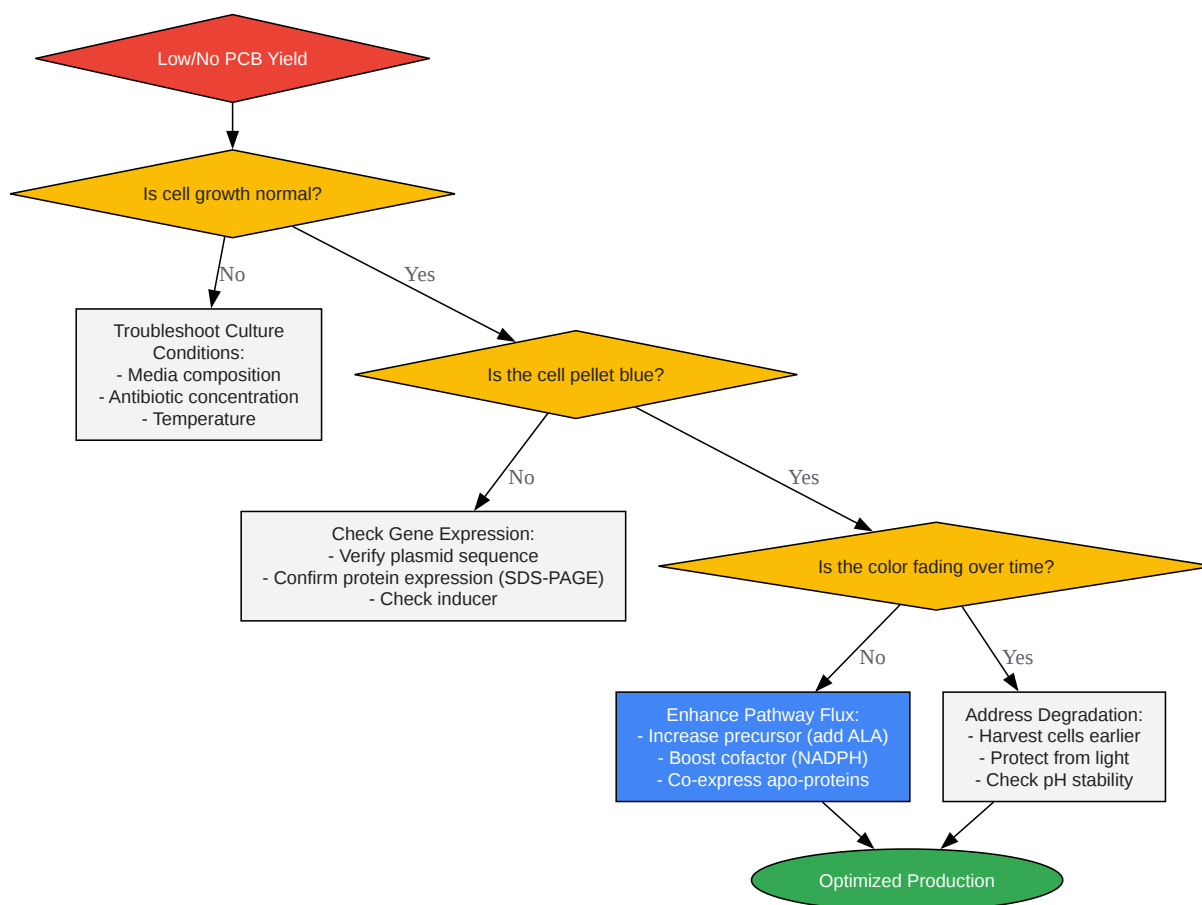 Low/No PCB Yield
Is cell growth normal?
No
Yes
Troubleshoot Culture
Conditions:
- Media composition
- Antibiotic concentration
- Temperature
Is the cell pellet blue?
No
Yes
Check Gene Expression:
- Verify plasmid sequence
- Confirm protein expression (SDS-PAGE)
- Check inducer
Is the color fading over time?
No
Yes
Enhance Pathway Flux:
- Increase precursor (add ALA)
- Boost cofactor (NADPH)
- Co-express apo-proteins
Address Degradation:
- Harvest cells earlier
- Protect from light
- Check pH stability
Optimized Production